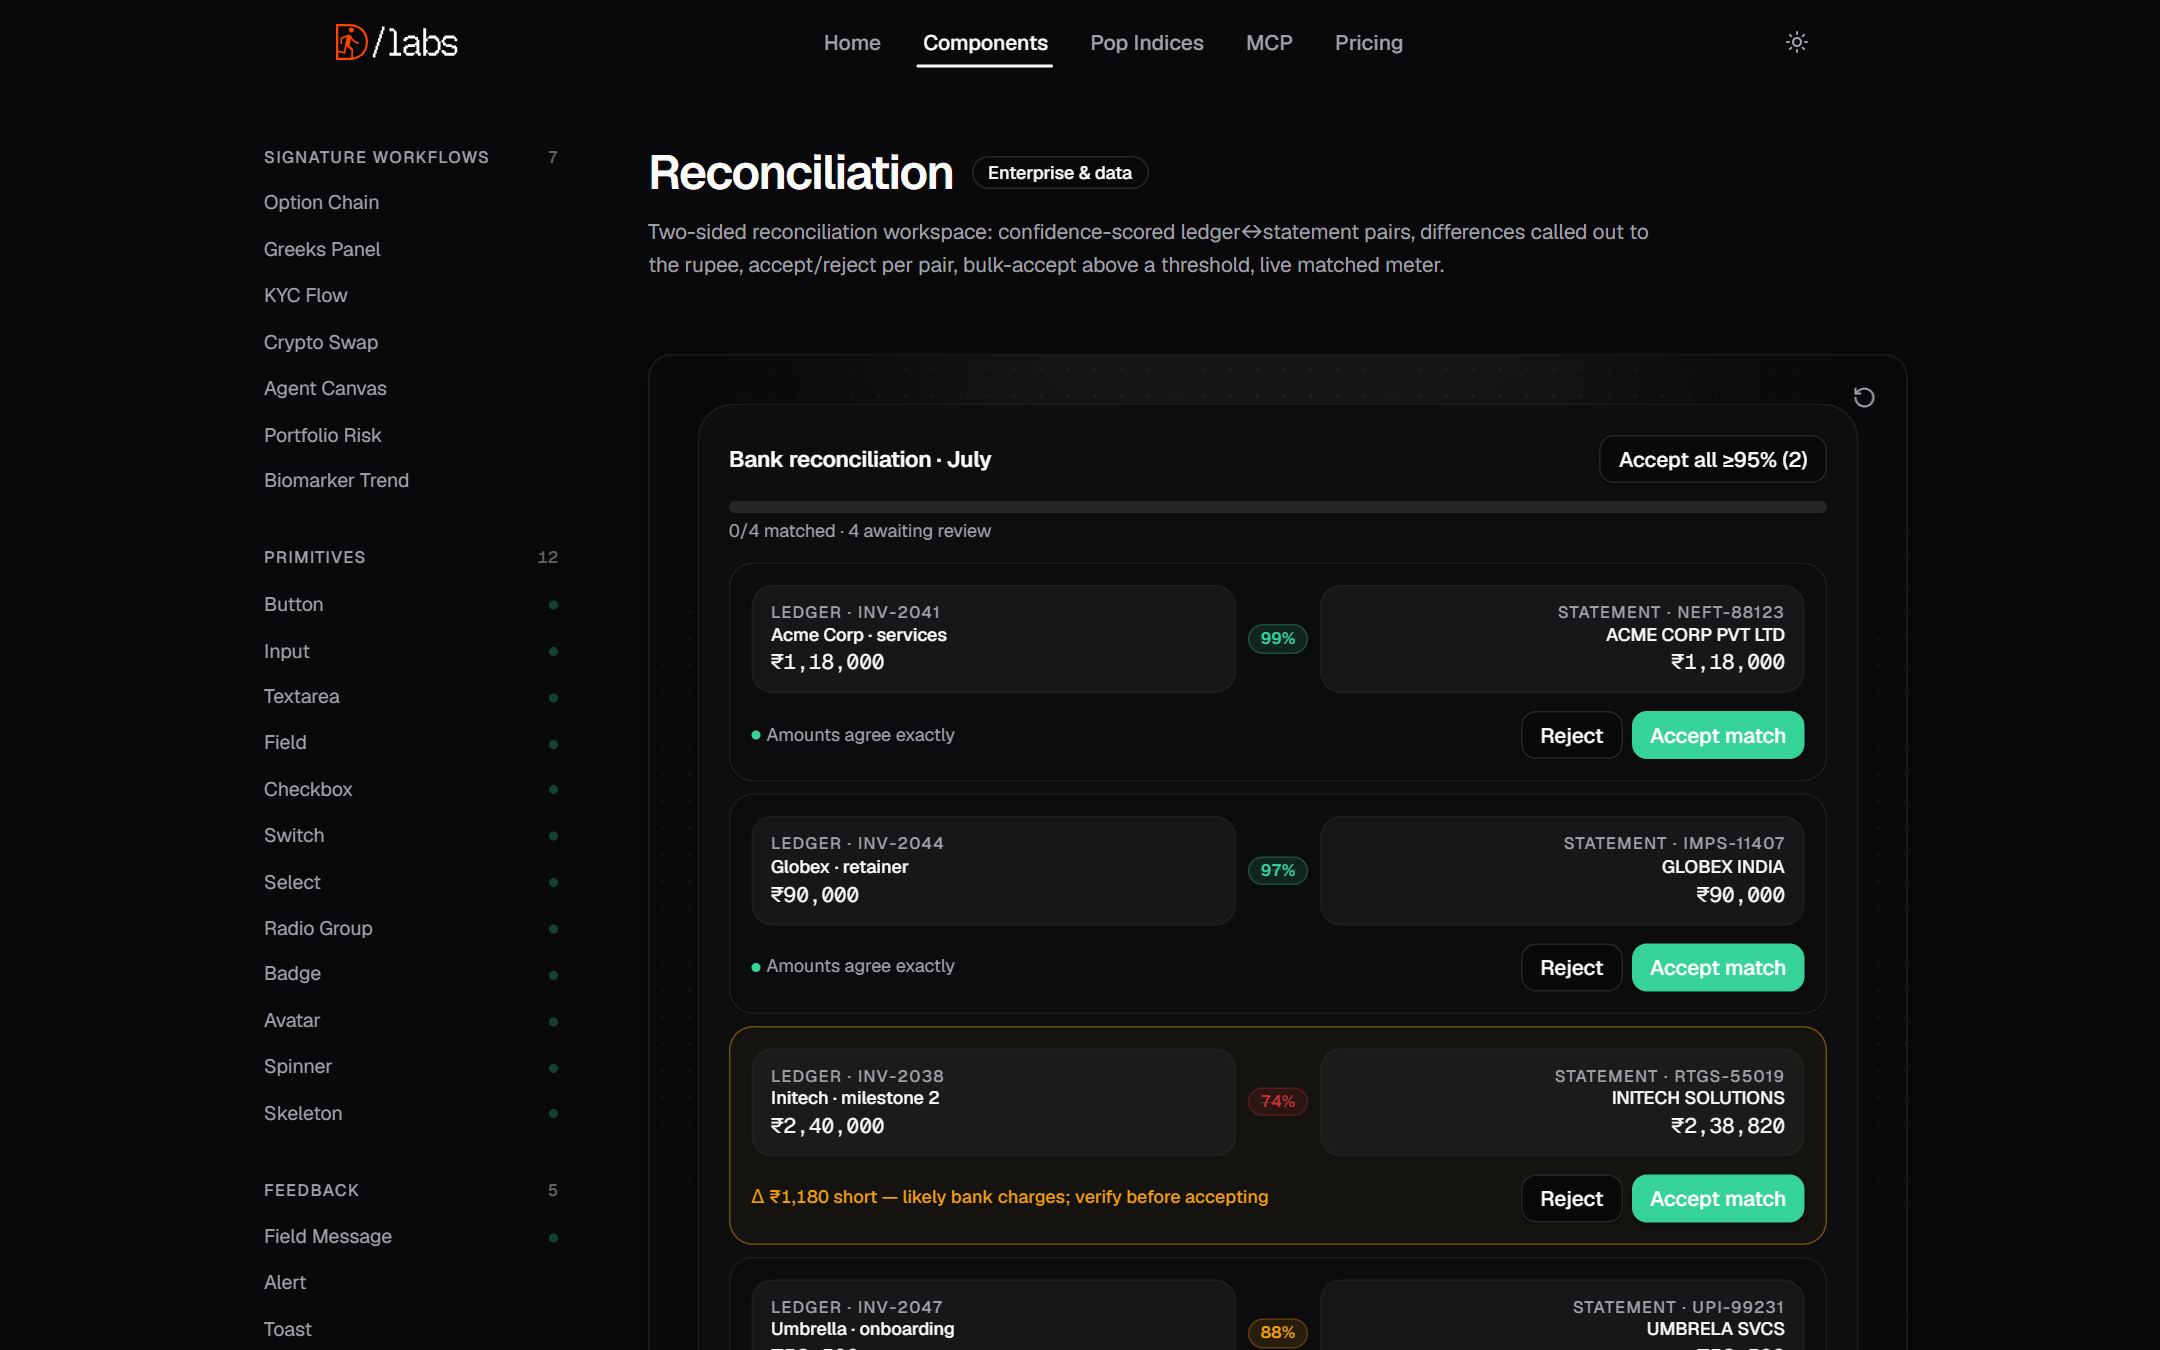 D/labs
Home
Components
Pop Indices
MCP
Pricing
SIGNATURE WORKFLOWS 7
Option Chain
Greeks Panel
KYC Flow
Crypto Swap
Agent Canvas
Portfolio Risk
Biomarker Trend
PRIMITIVES 12
Button
Input
Textarea
Field
Checkbox
Switch
Select
Radio Group
Badge
Avatar
Spinner
Skeleton
FEEDBACK 5
Field Message
Alert
Toast
Reconciliation
Enterprise & data
Two-sided reconciliation workspace: confidence-scored ledger↔statement pairs, differences called out to
the rupee, accept/reject per pair, bulk-accept above a threshold, live matched meter.
Bank reconciliation · July
Accept all ≥95% (2)
0/4 matched · 4 awaiting review
LEDGER · INV-2041
Acme Corp · services
₹1,18,000
99%
STATEMENT · NEFT-88123
ACME CORP PVT LTD
₹1,18,000
Amounts agree exactly
Reject
Accept match
LEDGER · INV-2044
Globex · retainer
₹90,000
97%
STATEMENT · IMPS-11407
GLOBEX INDIA
₹90,000
Amounts agree exactly
Reject
Accept match
LEDGER · INV-2038
Initech · milestone 2
₹2,40,000
74%
STATEMENT · RTGS-55019
INITECH SOLUTIONS
₹2,38,820
Δ ₹1,180 short — likely bank charges; verify before accepting
Reject
Accept match
LEDGER · INV-2047
Umbrella · onboarding
88%
STATEMENT · UPI-99231
UMBRELA SVCS